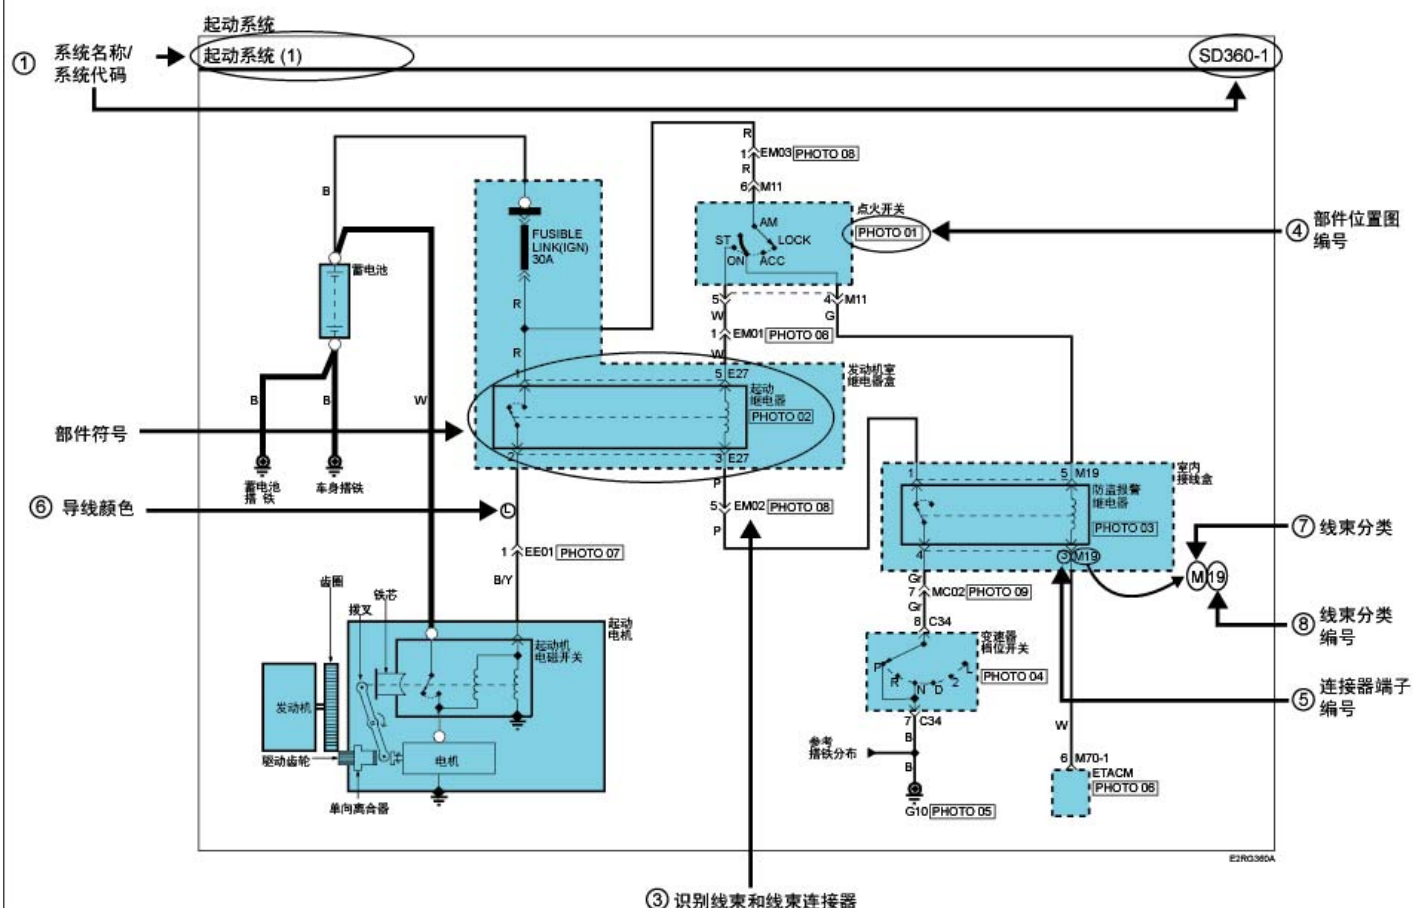 起动系统
① 系统名称/
系统代码
起动系统 (1)
SD360-1
R
1 EM03 PHOTO 08
R
6 M11
B
点火开关
PHOTO 01
④ 部件位置图
编号
AM
ST
LOCK
ON
ACC
FUSIBLE
LINK(IGN)
30A
蓄电池
R
5
4 M11
W
G
1 EM01 PHOTO 06
R
W
1
5 E27
发动机室
继电器盒
起动
继电器
PHOTO 02
B
B
W
部件符号
2
3 E27
蓄电池
搭 铁
车身搭铁
P
1
5 M19
室内
接线盒
防盗报警
继电器
PHOTO 03
⑥ 导线颜色
L
5 EM02 PHOTO 08
P
⑦ 线束分类
1 EE01 PHOTO 07
4
3 M19
M 19
B/Y
Gr
7 MC02 PHOTO 09
Gr
8 C34
⑧ 线束分类
编号
齿圈
拨叉
铁芯
起动
电机
起动机
电磁开关
变速器
档位开关
PHOTO 04
P
R
N
D
2
L
⑤ 连接器端子
编号
发动机
7 C34
W
B
参考
搭铁分布
驱动齿轮
电机
B
6 M70-1
ETACM
PHOTO 06
单向离合器
G10 PHOTO 05
E2RG360A
③ 识别线束和线束连接器